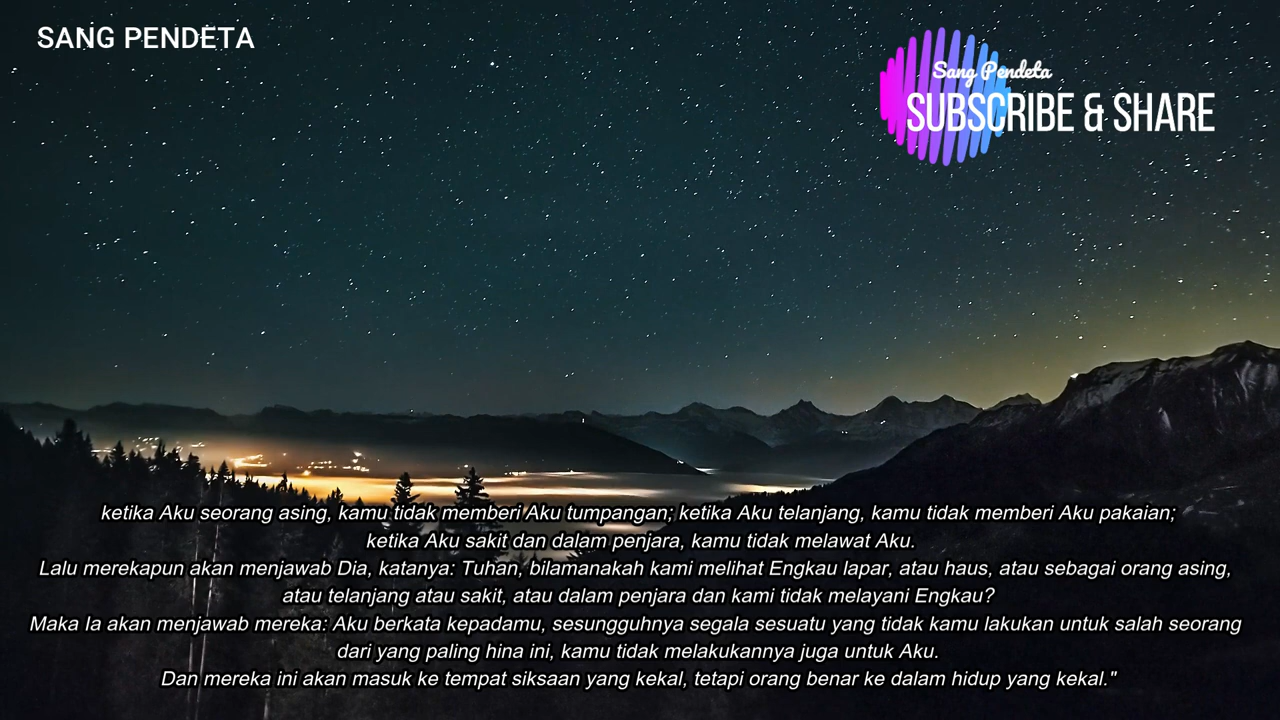 SANG PENDETA
Sang Pendeta
SUBSCRIBE & SHARE
ketika Aku seorang asing, kamu tidak memberi Aku tumpangan; ketika Aku telanjang, kamu tidak memberi Aku pakaian;
ketika Aku sakit dan dalam penjara, kamu tidak melawat Aku.
Lalu merekapun akan menjawab Dia, katanya: Tuhan, bilamanakah kami melihat Engkau lapar, atau haus, atau sebagai orang asing,
atau telanjang atau sakit, atau dalam penjara dan kami tidak melayani Engkau?
Maka Ia akan menjawab mereka: Aku berkata kepadamu, sesungguhnya segala sesuatu yang tidak kamu lakukan untuk salah seorang
dari yang paling hina ini, kamu tidak melakukannya juga untuk Aku.
Dan mereka ini akan masuk ke tempat siksaan yang kekal, tetapi orang benar ke dalam hidup yang kekal."